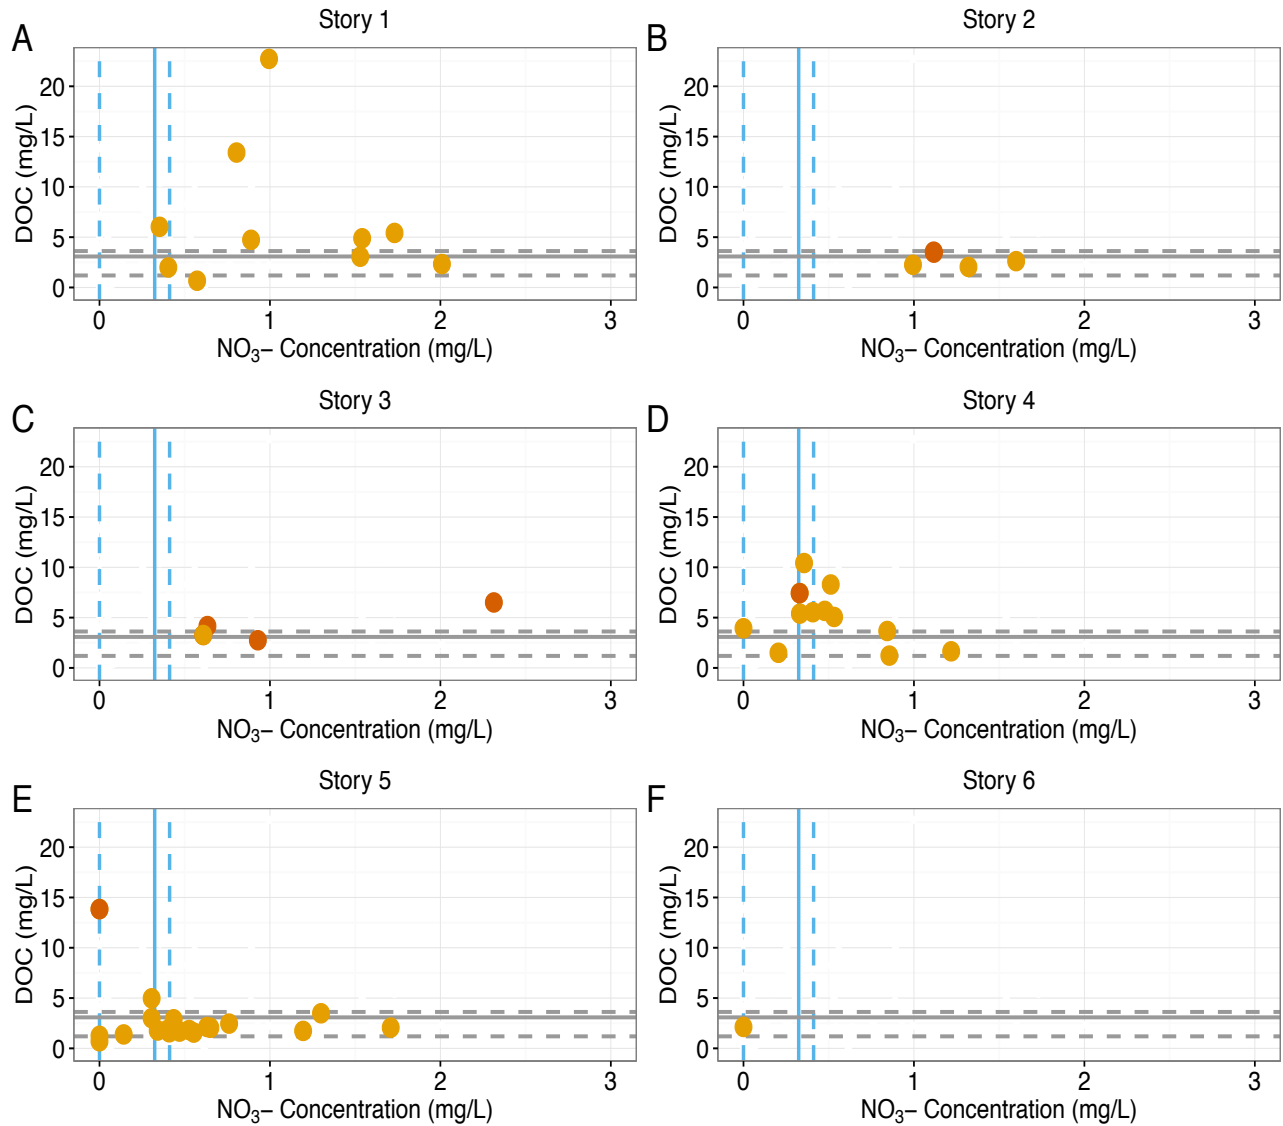 A
Story 1
DOC (mg/L)
20
15
10
5
0
0 1 2 3
NO₃– Concentration (mg/L)
B
Story 2
DOC (mg/L)
20
15
10
5
0
0 1 2 3
NO₃– Concentration (mg/L)
C
Story 3
DOC (mg/L)
20
15
10
5
0
0 1 2 3
NO₃– Concentration (mg/L)
D
Story 4
DOC (mg/L)
20
15
10
5
0
0 1 2 3
NO₃– Concentration (mg/L)
E
Story 5
DOC (mg/L)
20
15
10
5
0
0 1 2 3
NO₃– Concentration (mg/L)
F
Story 6
DOC (mg/L)
20
15
10
5
0
0 1 2 3
NO₃– Concentration (mg/L)